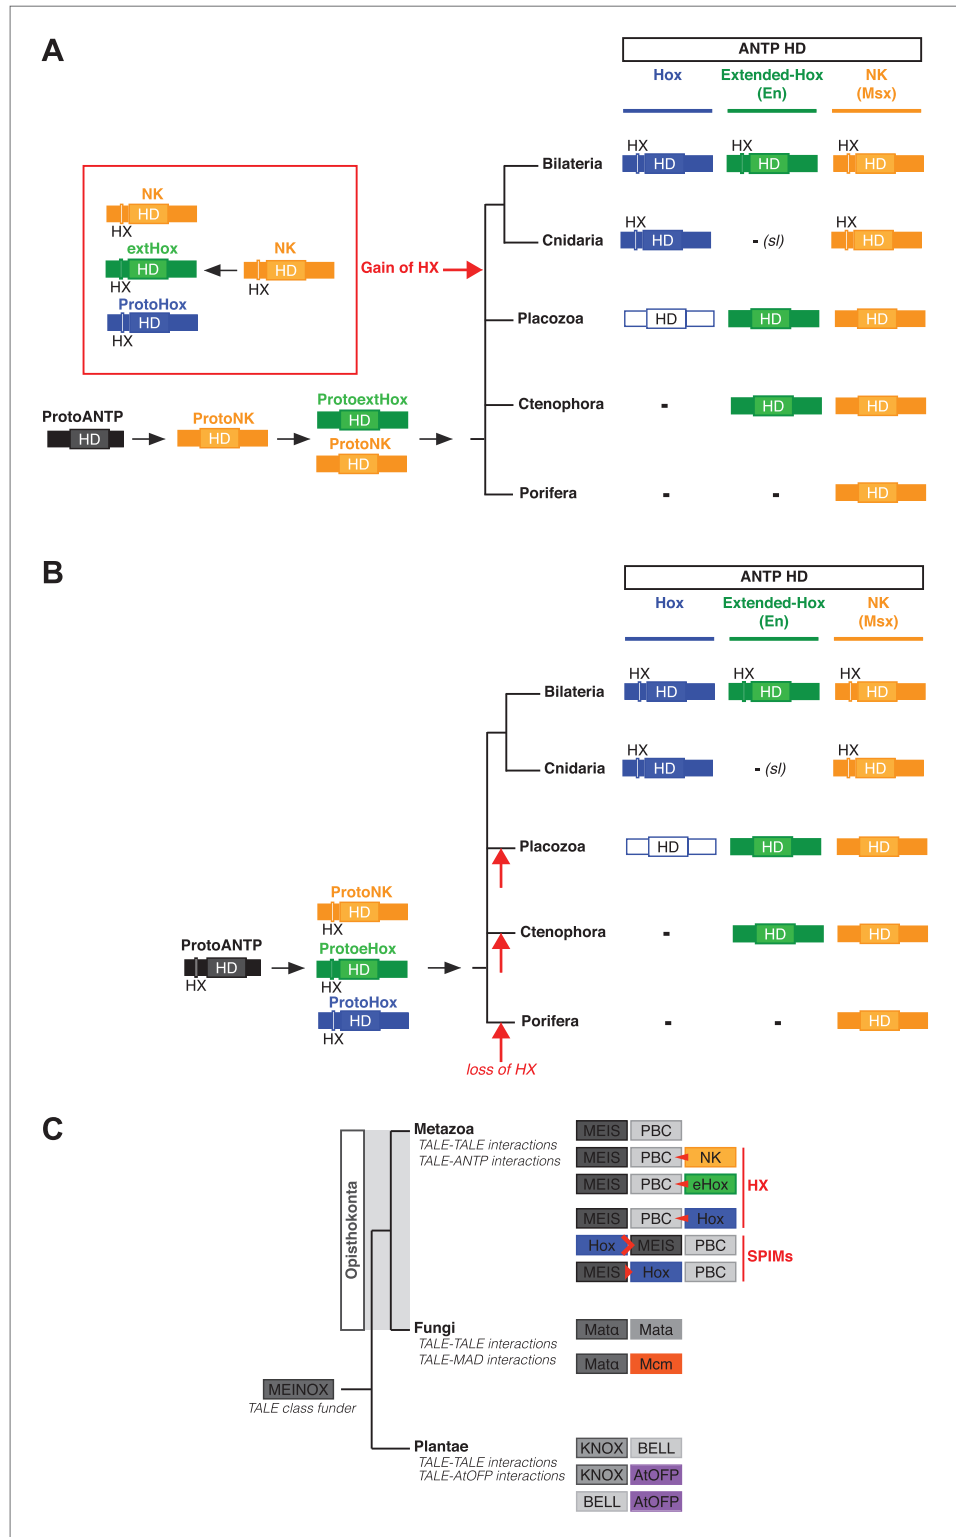 A
ANTP HD
Hox
Extended-Hox
(En)
NK
(Msx)
HX HX HX
Bilateria HD HD HD
NK
HD
HX
extHox NK
HD HD
HX HX
ProtoHox
HD
HX
Gain of HX
HX HX
Cnidaria HD - (sl) HD
Placozoa HD HD HD
ProtoANTP
HD
ProtoNK
HD
ProtoextHox
HD
ProtoNK
HD
Ctenophora - HD HD
Porifera - - HD
B
ANTP HD
Hox
Extended-Hox
(En)
NK
(Msx)
HX HX HX
Bilateria HD HD HD
HX HX
Cnidaria HD - (sl) HD
Placozoa HD HD HD
ProtoANTP
HD
HX
ProtoNK
HD
HX
ProtoeHox
HD
HX
ProtoHox
HD
HX
Ctenophora - HD HD
Porifera - - HD
loss of HX
C
Opisthokonta
Metazoa
TALE-TALE interactions
TALE-ANTP interactions
MEIS PBC
MEIS PBC NK
MEIS PBC eHox
HX
MEIS PBC Hox
Hox MEIS PBC
SPIMs
MEIS Hox PBC
Fungi
TALE-TALE interactions
TALE-MAD interactions
Matα Mata
Matα Mcm
MEINOX
TALE class funder
Plantae
TALE-TALE interactions
TALE-AtOFP interactions
KNOX BELL
KNOX AtOFP
BELL AtOFP